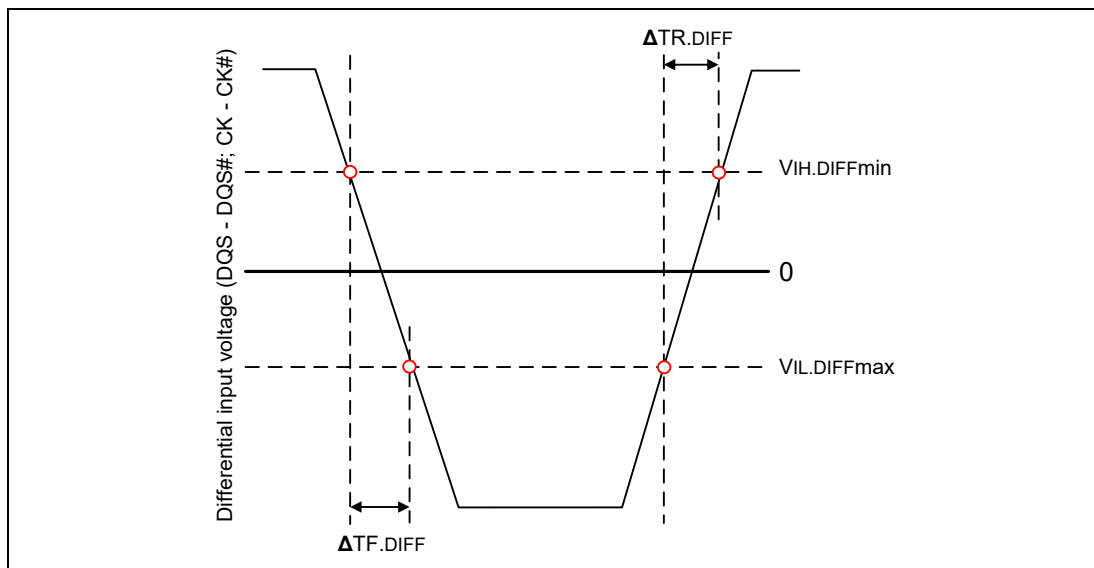 ΔTR.DIFF
Differential input voltage (DQS - DQS#; CK - CK#)
VIH.DIFFmin
0
VIL.DIFFmax
ΔTF.DIFF